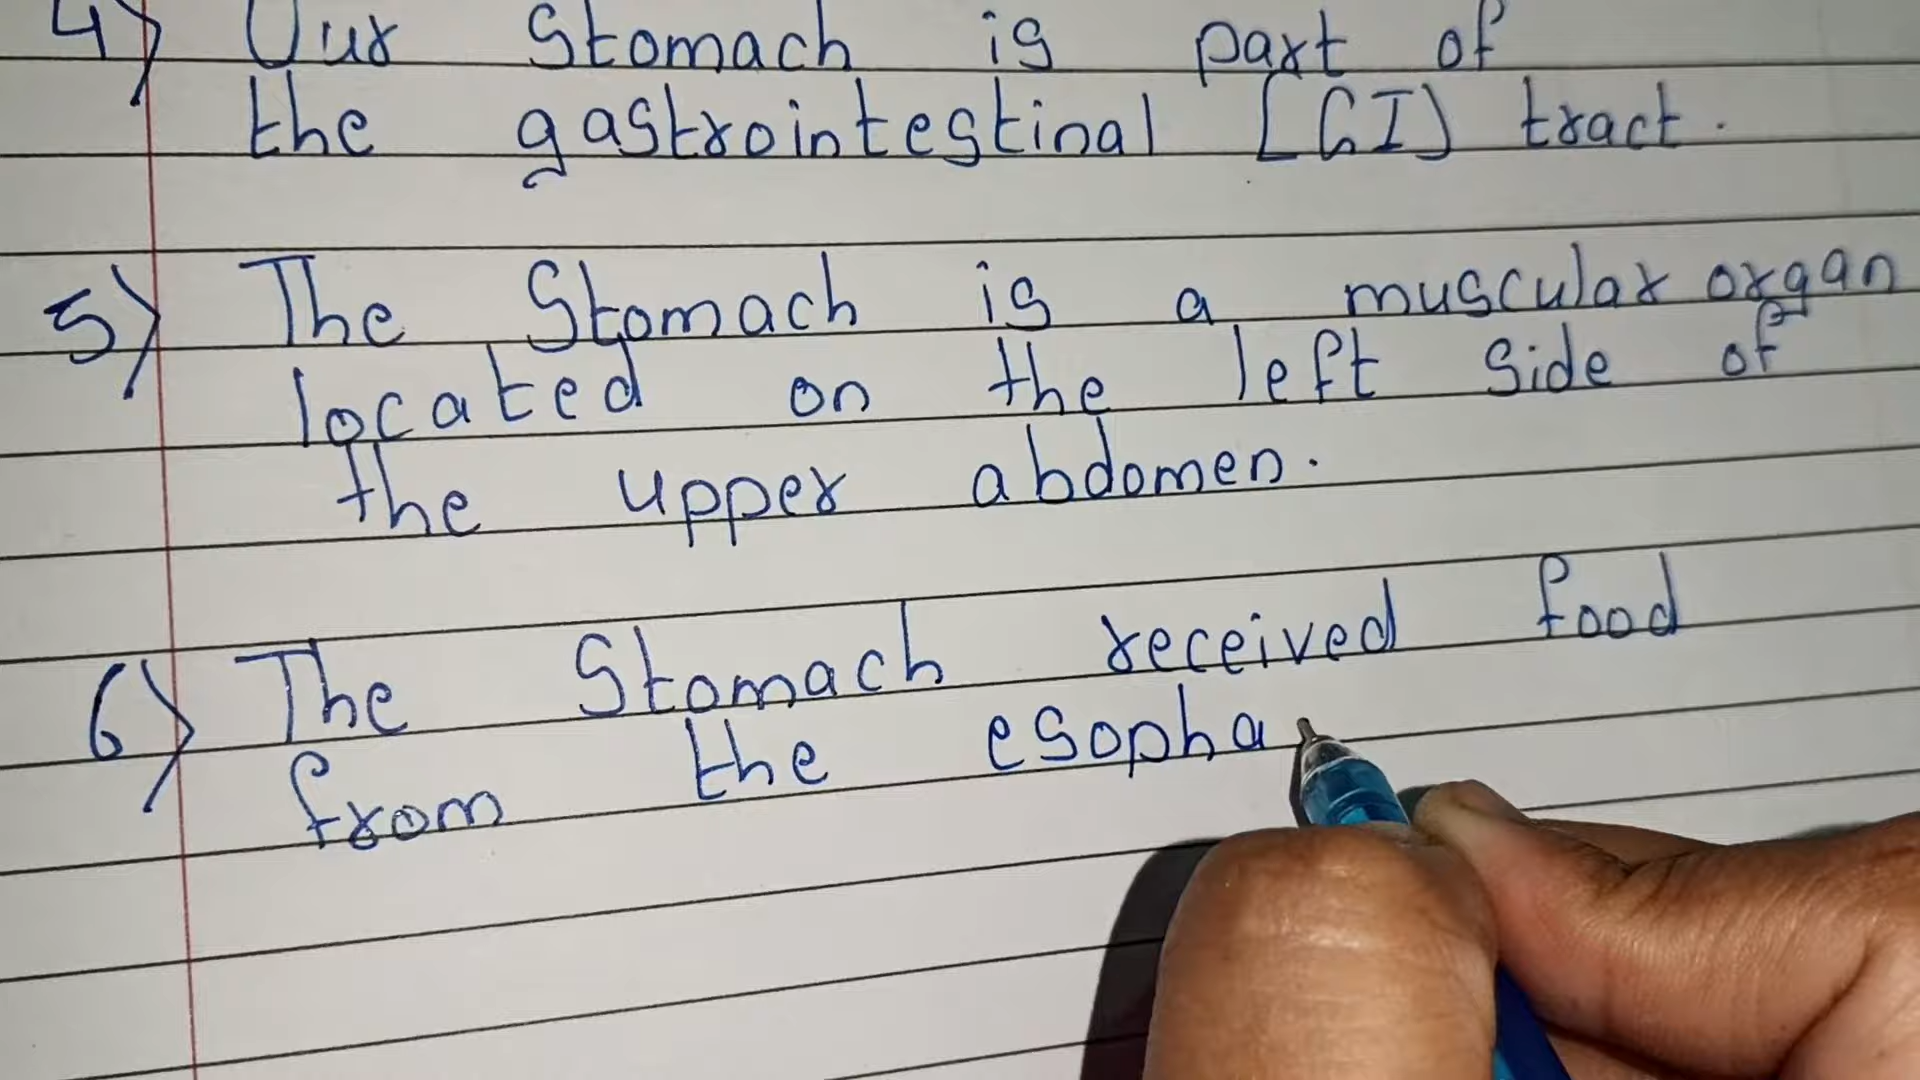 4) Our Stomach is part of
the gastrointestinal [GI] tract.
5) The Stomach is a muscular organ
located on the left side of
the upper abdomen.
6) The Stomach received food
from the esopha